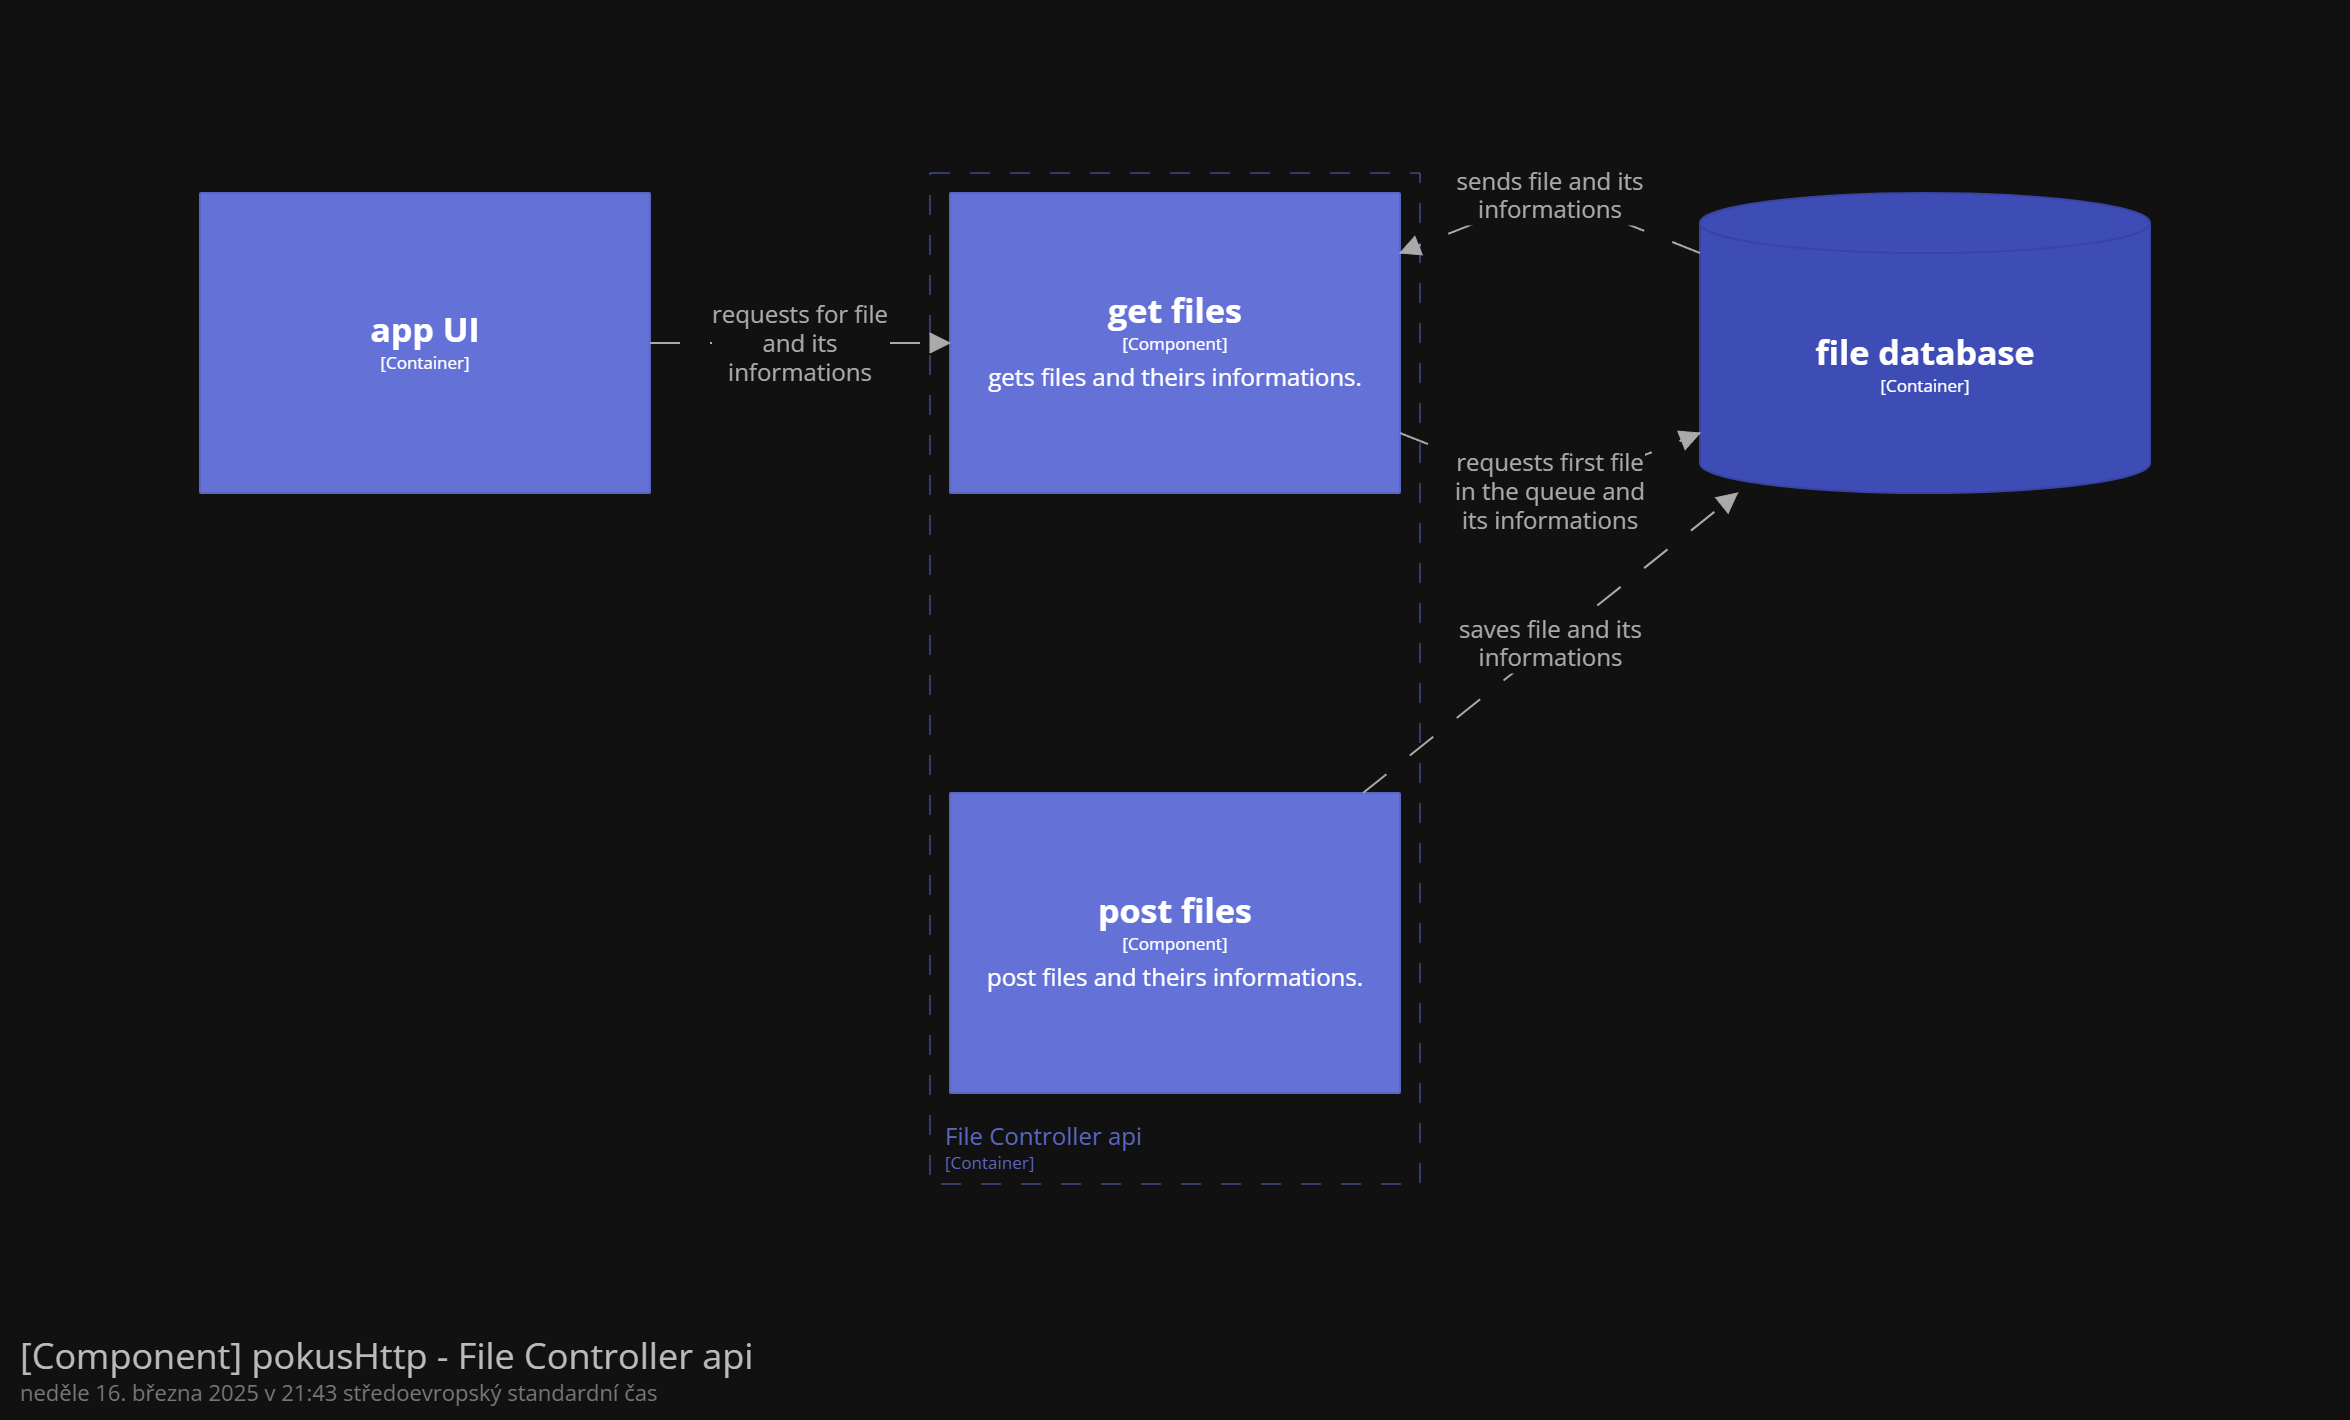 app UI
[Container]
requests for file
and its
informations
get files
[Component]
gets files and theirs informations.
sends file and its
informations
file database
[Container]
requests first file
in the queue and
its informations
saves file and its
informations
post files
[Component]
post files and theirs informations.
File Controller api
[Container]
[Component] pokusHttp - File Controller api
neděle 16. března 2025 v 21:43 středoevropský standardní čas